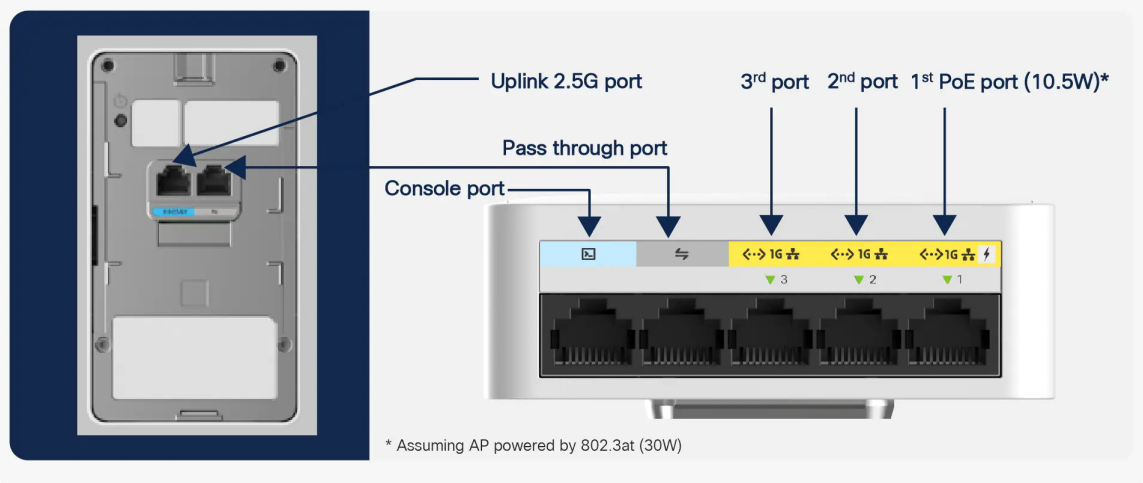 Uplink 2.5G port
3rd port
2nd port
1st PoE port (10.5W)*
Pass through port
Console port
1G
1G
1G
3
2
1
* Assuming AP powered by 802.3at (30W)